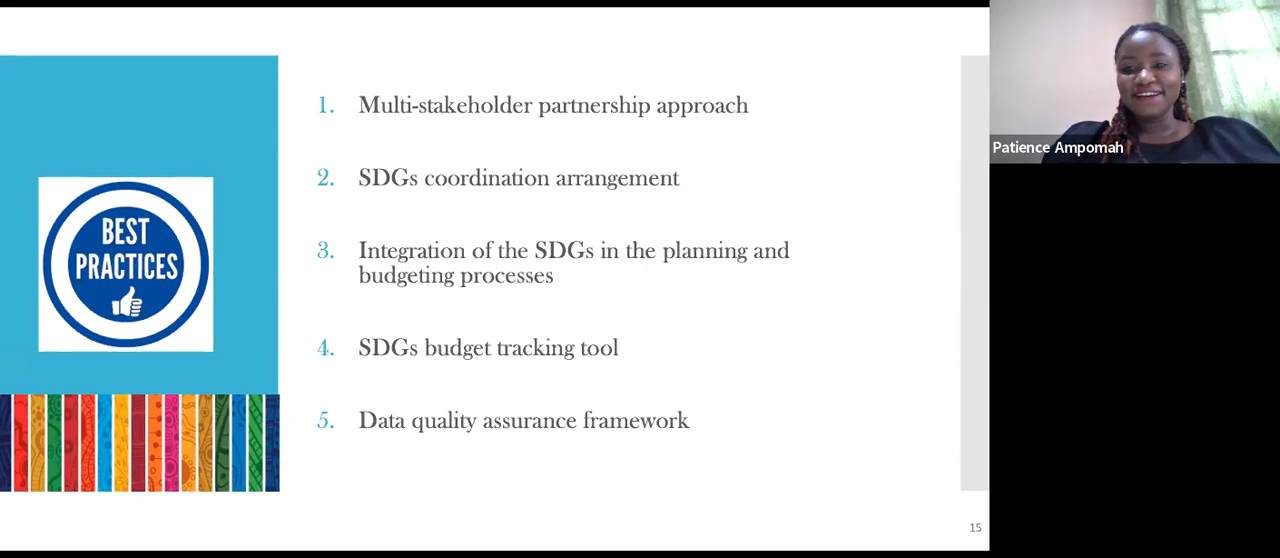 BEST
PRACTICES
1. Multi-stakeholder partnership approach
2. SDGs coordination arrangement
3. Integration of the SDGs in the planning and
budgeting processes
4. SDGs budget tracking tool
5. Data quality assurance framework
15
Patience Ampomah